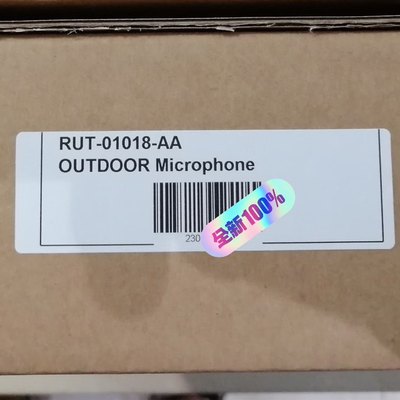 RUT-01018-AA
OUTDOOR Microphone
230
全新100%